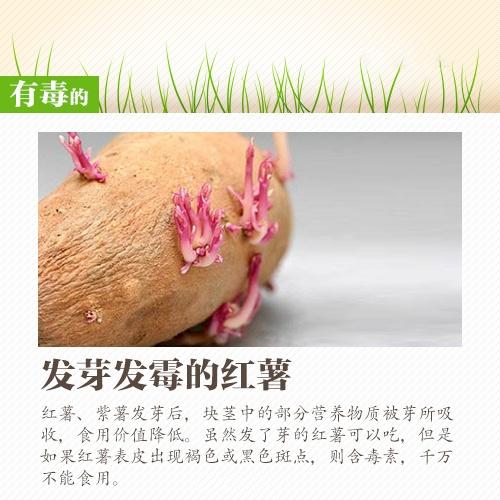 有毒的
发芽发霉的红薯
红薯、紫薯发芽后，块茎中的部分营养物质被芽所吸
收，食用价值降低。虽然发了芽的红薯可以吃，但是
如果红薯表皮出现褐色或黑色斑点，则含毒素，千万
不能食用。